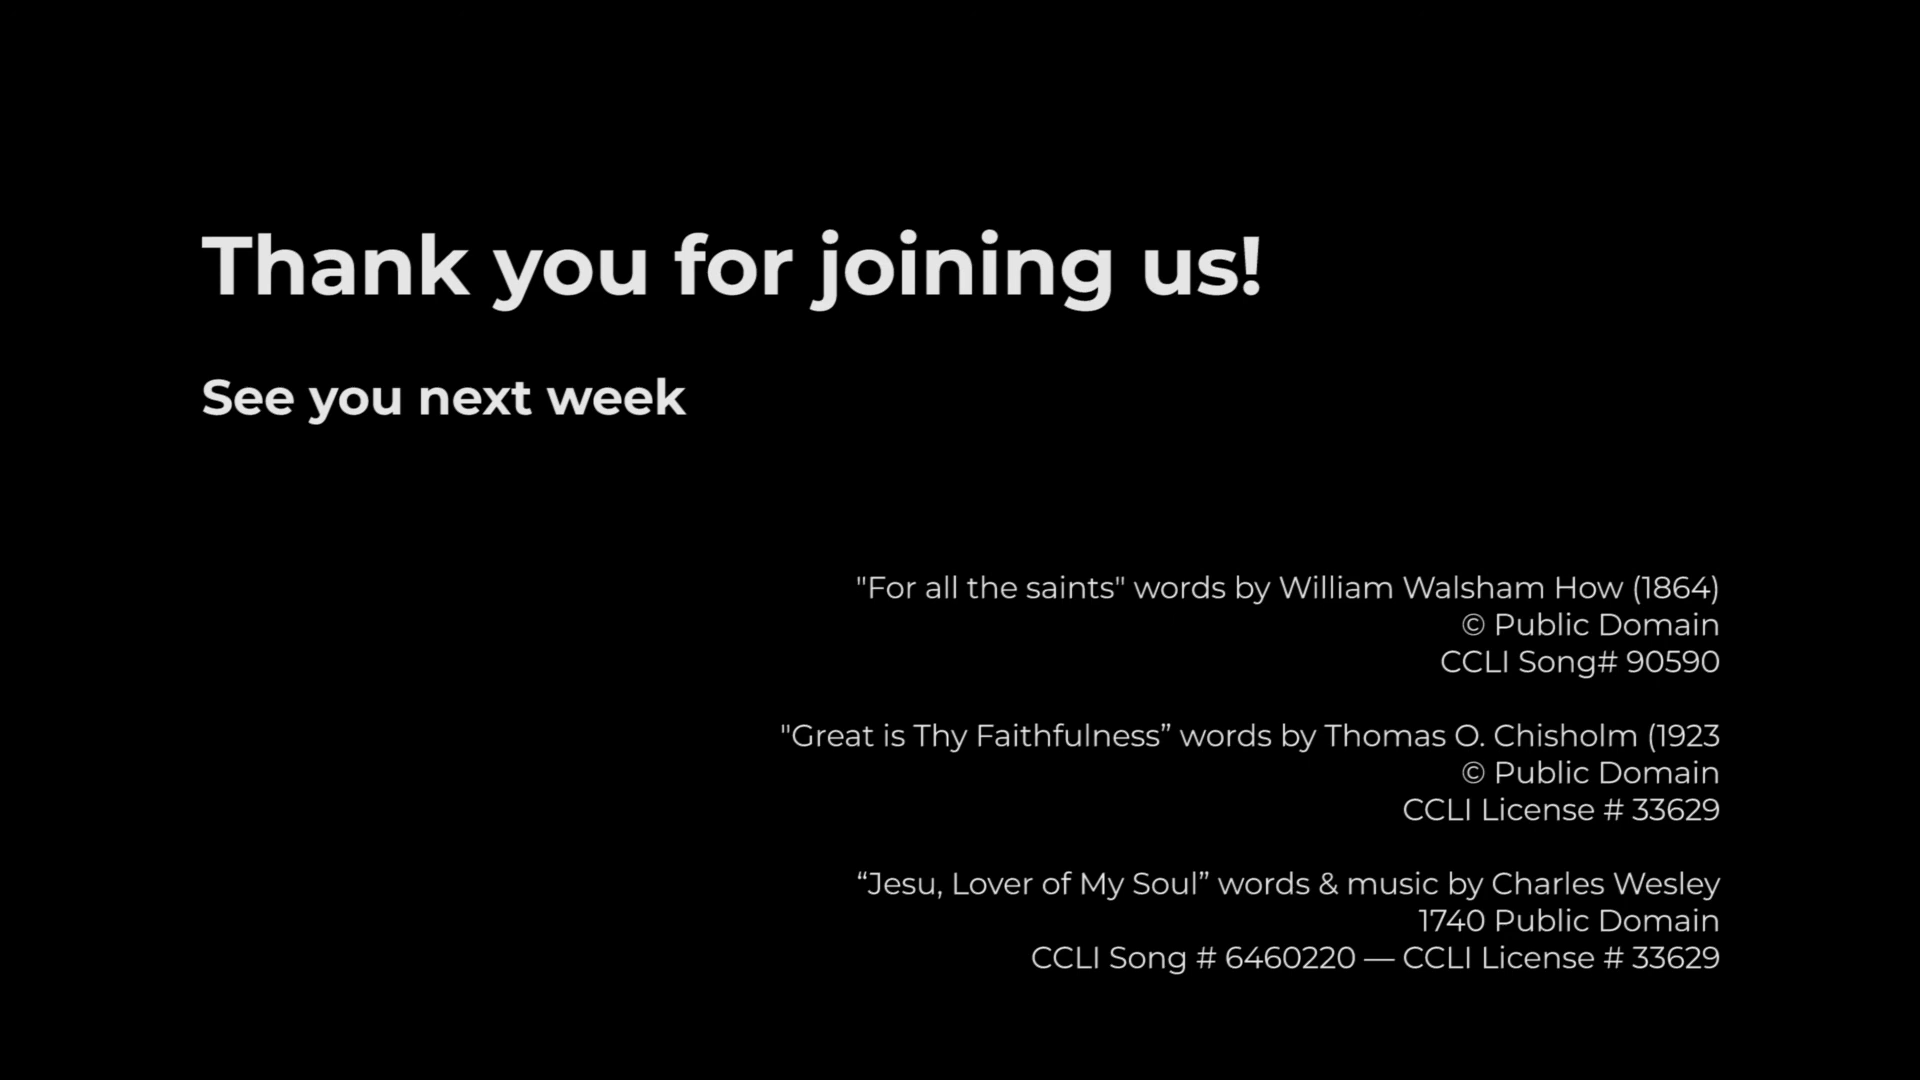 Thank you for joining us!
See you next week
"For all the saints" words by William Walsham How (1864)
© Public Domain
CCLI Song# 90590
"Great is Thy Faithfulness” words by Thomas O. Chisholm (1923
© Public Domain
CCLI License # 33629
“Jesu, Lover of My Soul” words & music by Charles Wesley
1740 Public Domain
CCLI Song # 6460220 — CCLI License # 33629